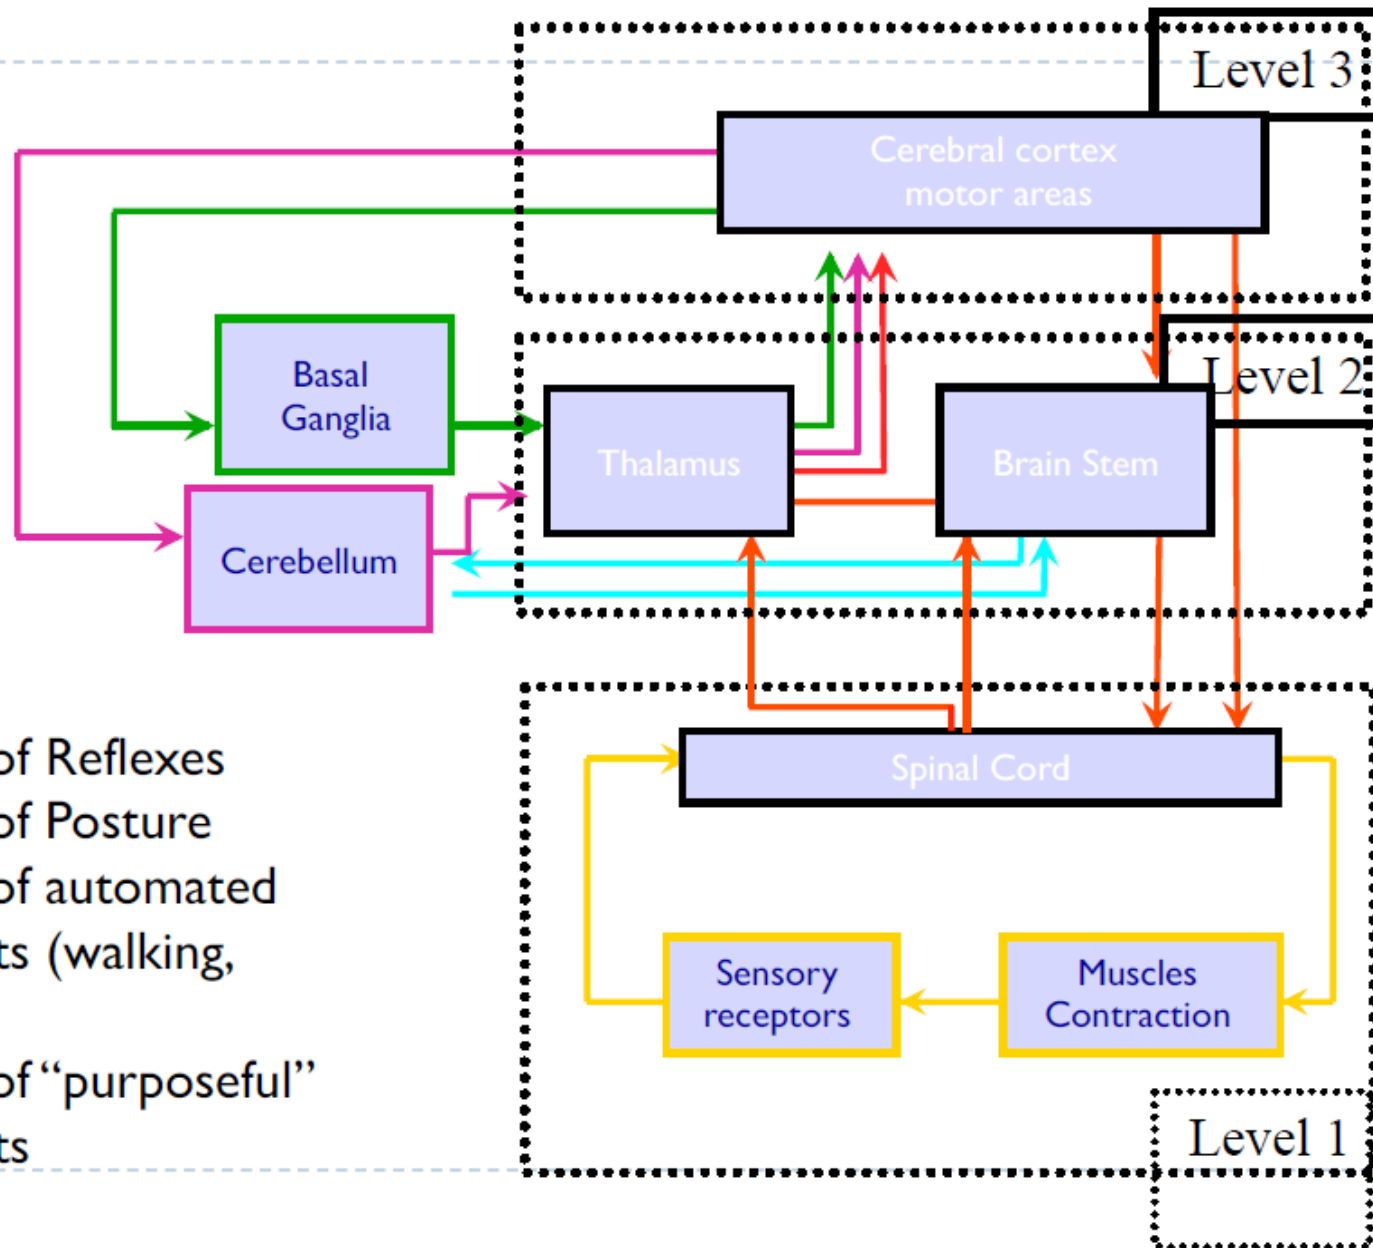 Level 3
Cerebral cortex
motor areas
Basal
Ganglia
Level 2
Thalamus
Brain Stem
Cerebellum
of Reflexes
of Posture
of automated
ts (walking,
of “purposeful”
ts
Spinal Cord
Sensory
receptors
Muscles
Contraction
Level 1